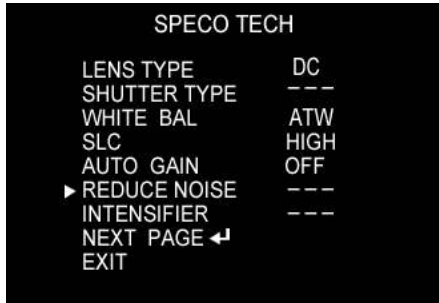 SPECO TECH
LENS TYPE DC
SHUTTER TYPE ---
WHITE BAL ATW
SLC HIGH
AUTO GAIN OFF
▶ REDUCE NOISE ---
INTENSIFIER ---
NEXT PAGE ↵
EXIT